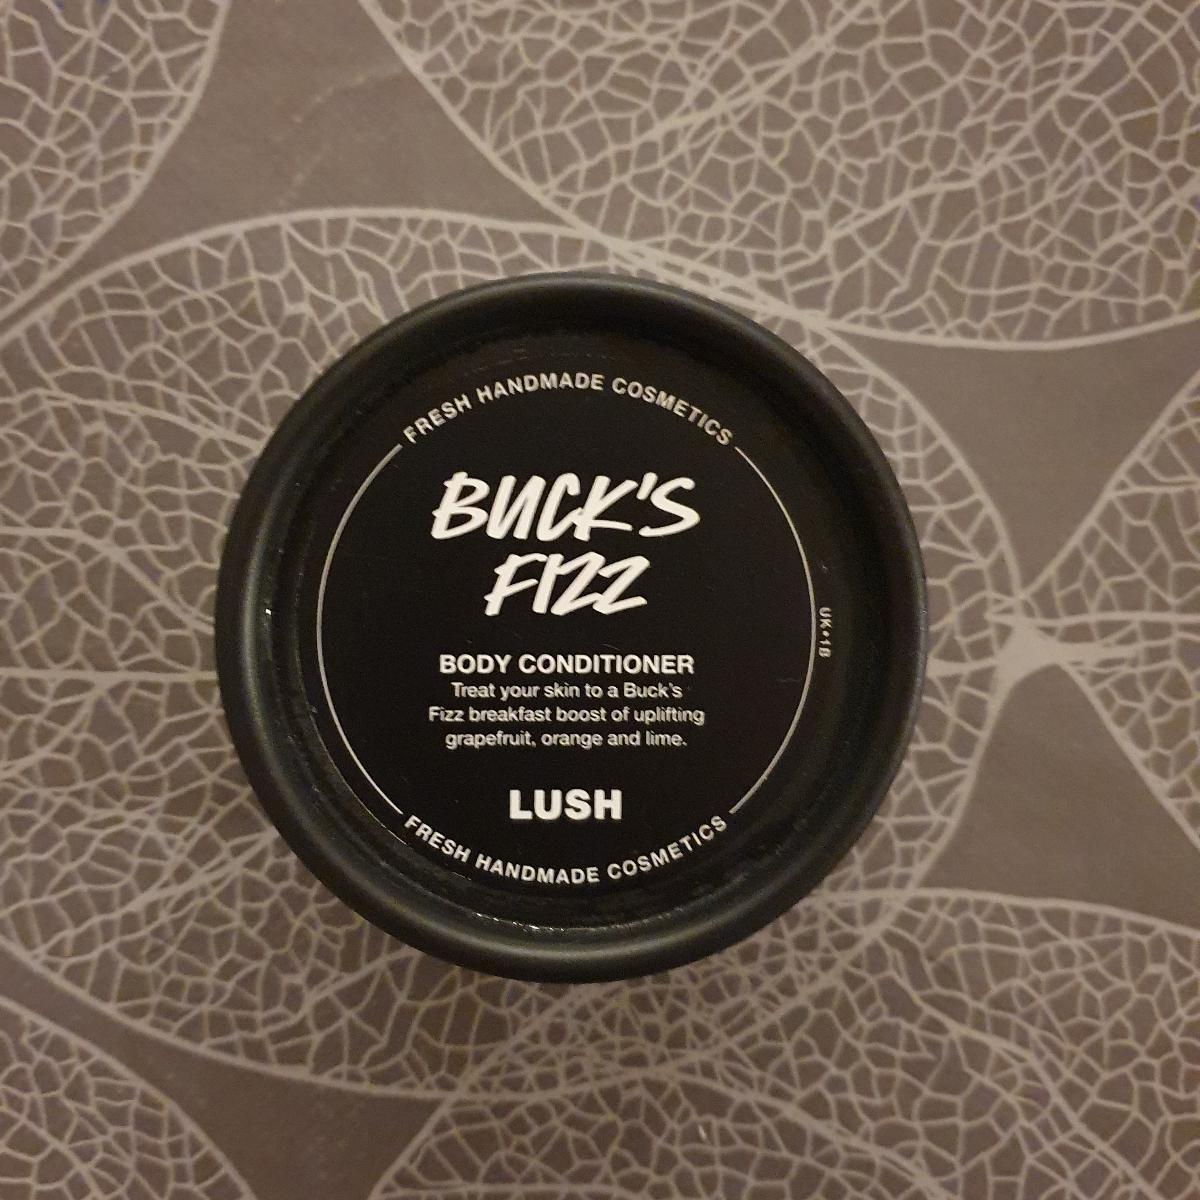 FRESH HANDMADE COSMETICS
BUCK'S
FIZZ
BODY CONDITIONER
Treat your skin to a Buck's
Fizz breakfast boost of uplifting
grapefruit, orange and lime.
LUSH
FRESH HANDMADE COSMETICS
UK•1B